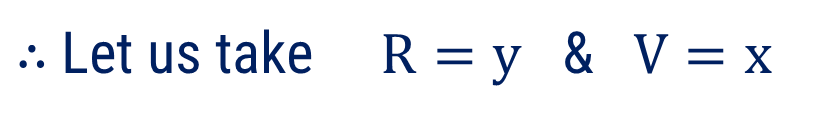 ∴ Let us take R = y & V = x